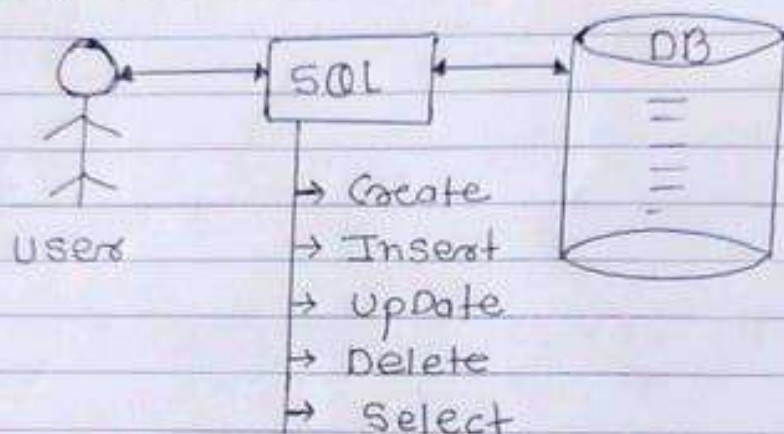 SQL
DB
User
→ Create
→ Insert
→ UpDate
→ Delete
→ Select